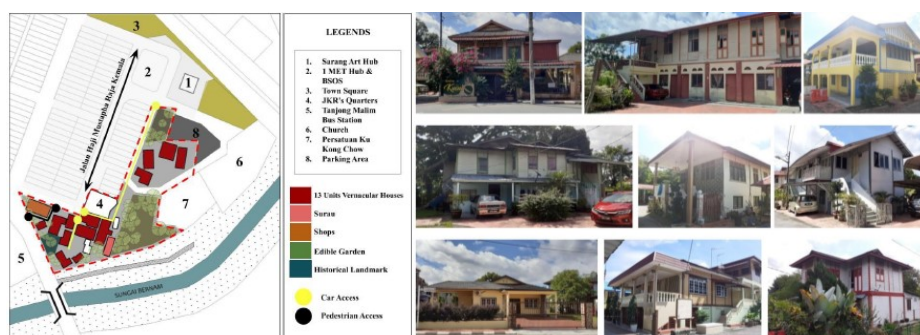 3
2
1
Jalan Haji Mustapha Raja Kemala
8
6
4
7
5
SUNGAI BERNAM
LEGENDS
1. Sarang Art Hub
2. 1 MET Hub &
BSOS
3. Town Square
4. JKR's Quarters
5. Tanjong Malim
Bus Station
6. Church
7. Persatuan Ku
Kong Chow
8. Parking Area
13 Units Vernacular Houses
Surau
Shops
Edible Garden
Historical Landmark
Car Access
Pedestrian Access